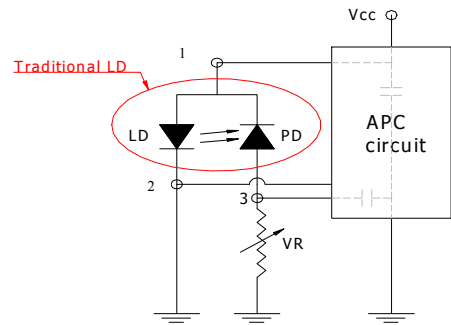 Vcc
1
Traditional LD
APC
circuit
LD
PD
2
3
VR